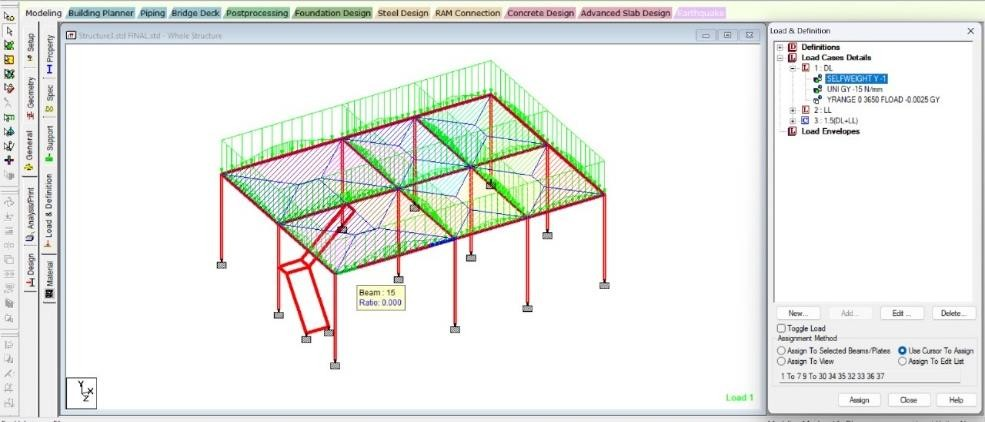 Modeling Building Planner Piping Bridge Deck Postprocessing Foundation Design Steel Design RAM Connection Concrete Design Advanced Slab Design Earthquake
Structure3.std FINAL.std - Whole Structure
Setup
Geometry
General
Analysis/Print
Design
Property
Spec
Support
Load & Definition
Material
Beam : 15
Ratio: 0.000
Y
X
Z
Load 1
Load & Definition
Definitions
Load Cases Details
1 : DL
SELFWEIGHT Y -1
UNI GY -15 N/mm
YRANGE 0 3650 FLOAD -0.0025 GY
2 : LL
3 : 1.5(DL+LL)
Load Envelopes
New... Add... Edit ... Delete...
Toggle Load
Assignment Method
Assign To Selected Beams/Plates Use Cursor To Assign
Assign To View Assign To Edit List
1 To 7 9 To 30 34 35 32 33 36 37
Assign Close Help